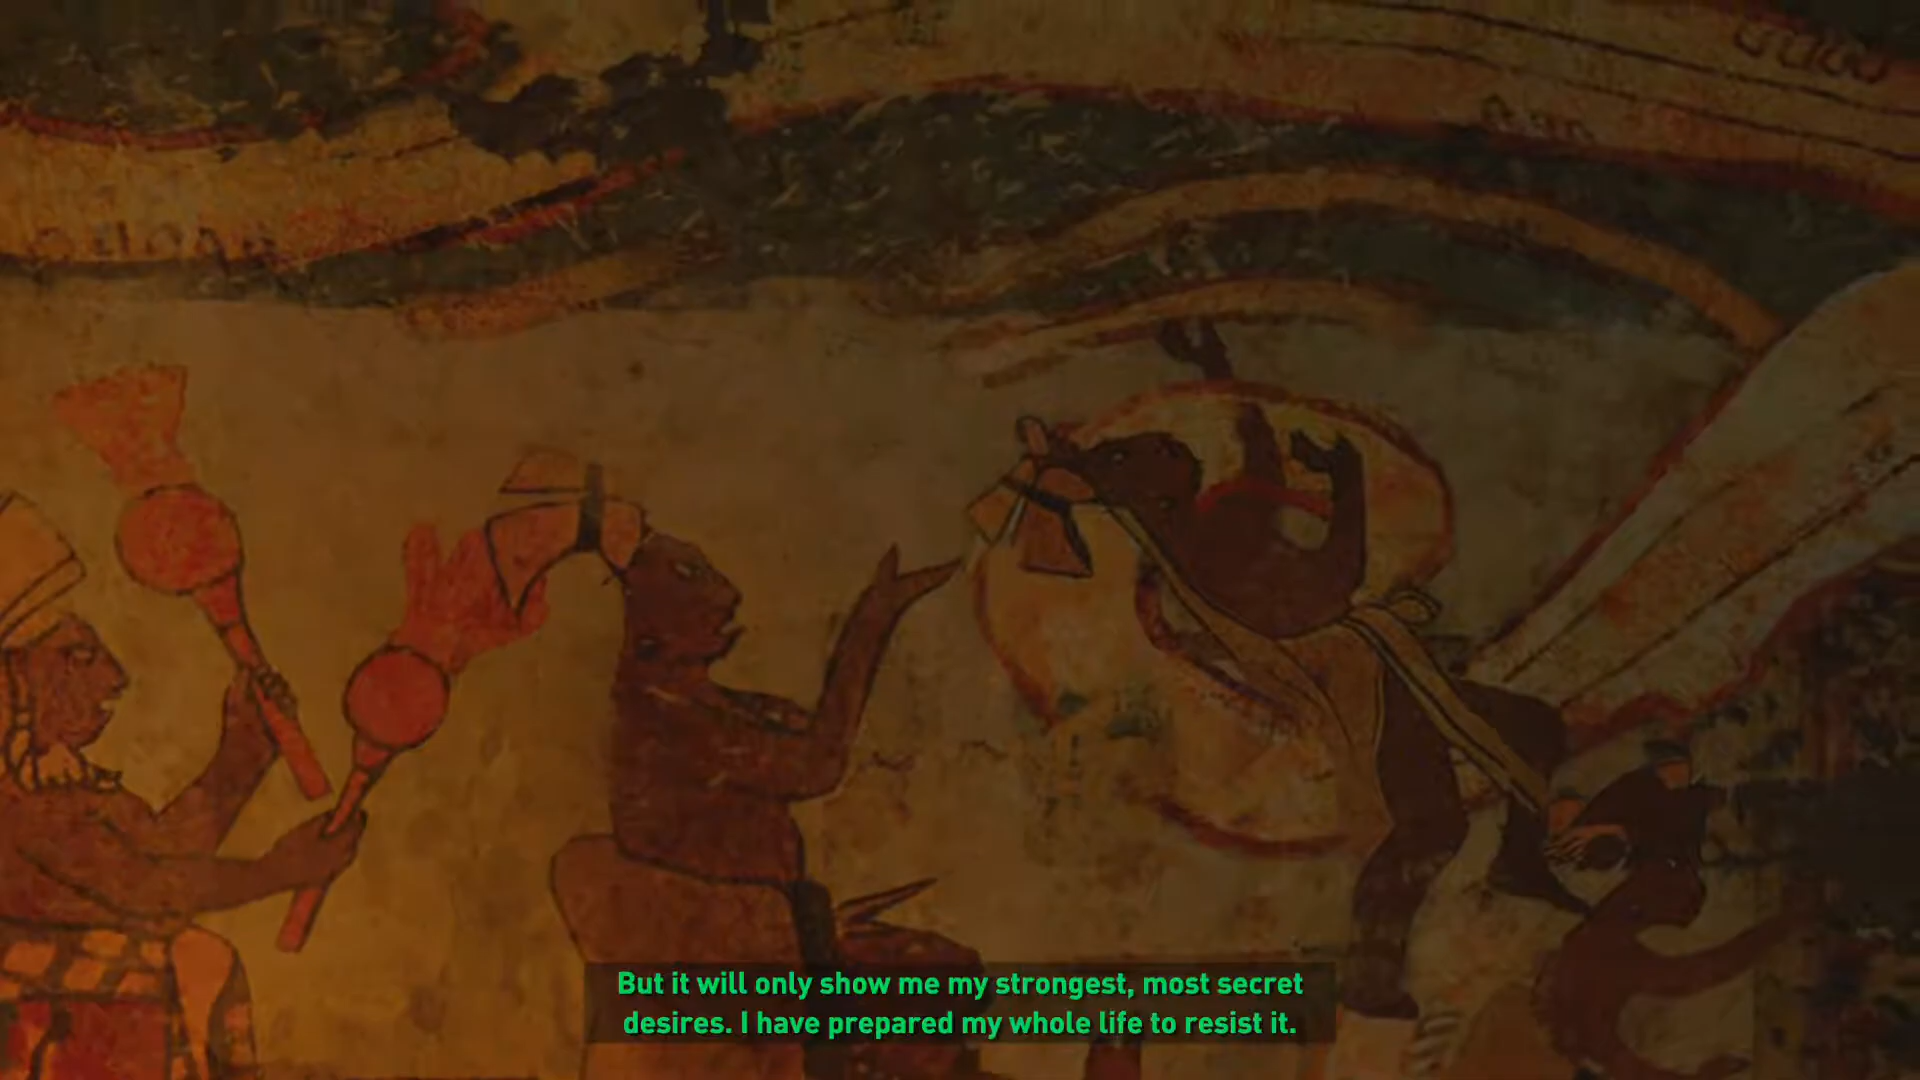 But it will only show me my strongest, most secret
desires. I have prepared my whole life to resist it.